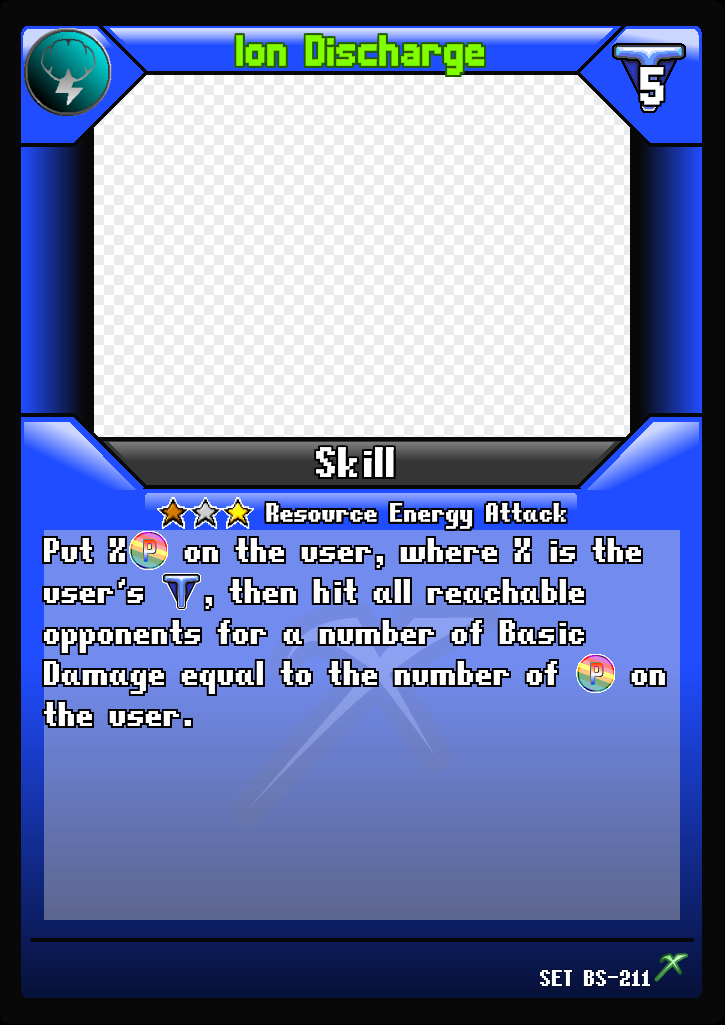 Ion Discharge
5
Skill
Resource Energy Attack
Put X P on the user, where X is the
user's T, then hit all reachable
opponents for a number of Basic
Damage equal to the number of P on
the user.
SET BS-211